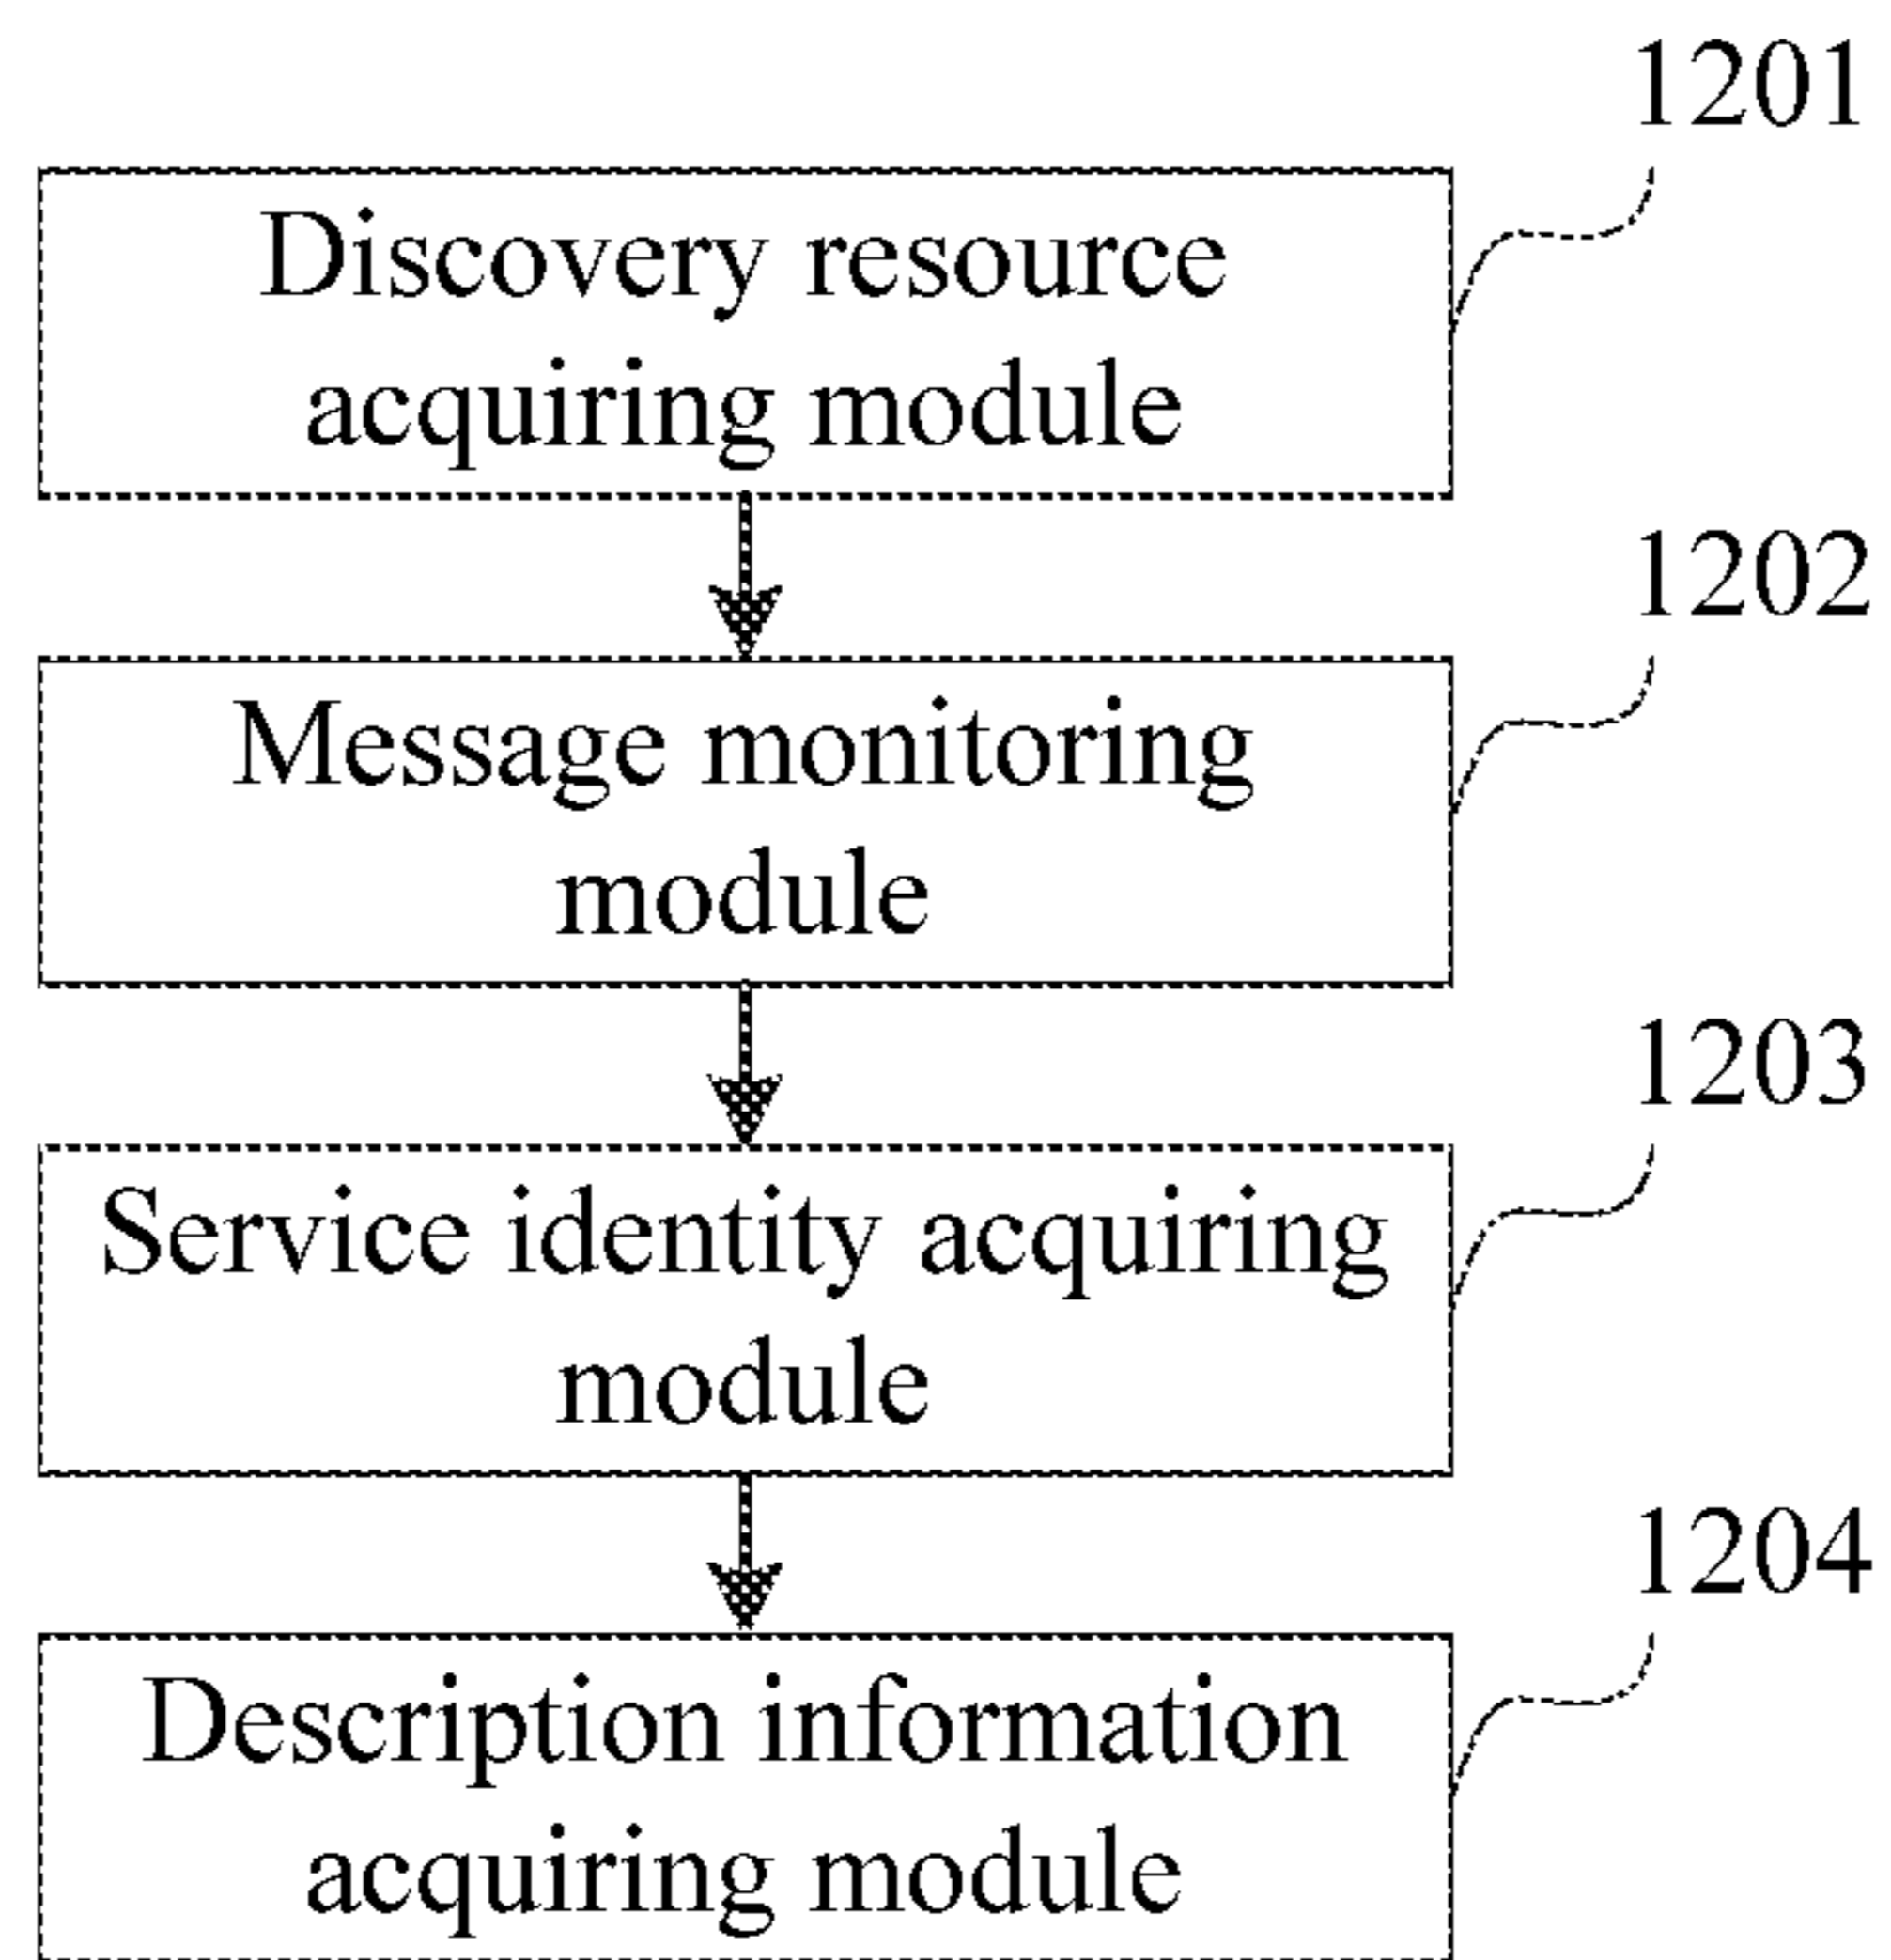 1201
Discovery resource
acquiring module
1202
Message monitoring
module
1203
Service identity acquiring
module
1204
Description information
acquiring module